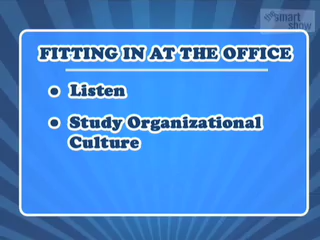 smart
show
FITTING IN AT THE OFFICE
• Listen
• Study Organizational
Culture